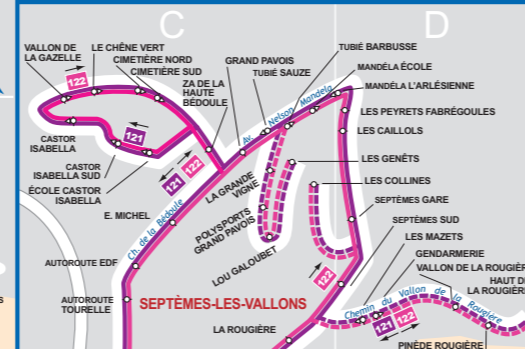 C
D
VALLON DE
LA GAZELLE
LE CHÊNE VERT
CIMETIÈRE NORD
CIMETIÈRE SUD
ZA DE LA
HAUTE
BÉDOULE
GRAND PAVOIS
TUBIÉ SAUZE
TUBIÉ BARBUSSE
MANDÉLA ÉCOLE
MANDÉLA L'ARLÉSIENNE
LES PEYRETS FABRÉGOULES
LES CAILLOLS
122
Av. Nelson Mandela
CASTOR
ISABELLA
121
CASTOR
ISABELLA SUD
ÉCOLE CASTOR
ISABELLA
121
122
LA GRANDE
VIGNE
LES GENÊTS
LES COLLINES
SEPTÈMES GARE
POLYSPORTS
GRAND PAVOIS
E. MICHEL
Ch. de la Bédoule
LOU GALOUBET
SEPTÈMES SUD
LES MAZETS
GENDARMERIE
VALLON DE LA ROUGIÈR
HAUT DE
LA ROUGIÈR
AUTOROUTE EDF
122
AUTOROUTE
TOURELLE
SEPTÈMES-LES-VALLONS
Chemin du Vallon de la Rougière
121
122
LA ROUGIÈRE
PINÈDE ROUGIÈRE
S